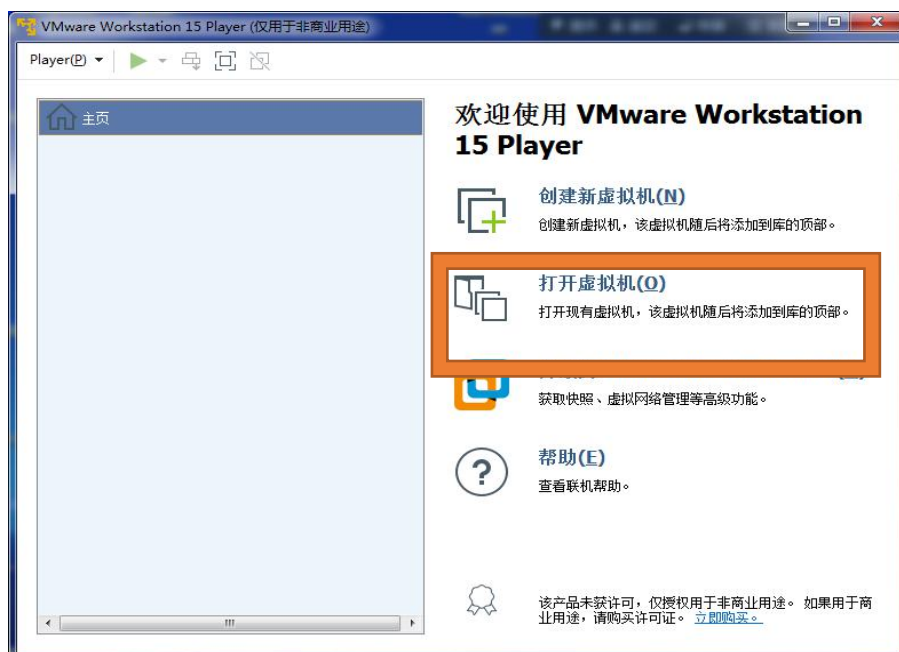 VMware Workstation 15 Player (仅用于非商业用途)
Player(P)
主页
欢迎使用 VMware Workstation
15 Player
创建新虚拟机(N)
创建新虚拟机，该虚拟机随后将添加到库的顶部。
打开虚拟机(O)
打开现有虚拟机，该虚拟机随后将添加到库的顶部。
获取快照、虚拟网络管理等高级功能。
帮助(E)
查看联机帮助。
该产品未获许可，仅授权用于非商业用途。 如果用于商
业用途，请购买许可证。 立即购买。